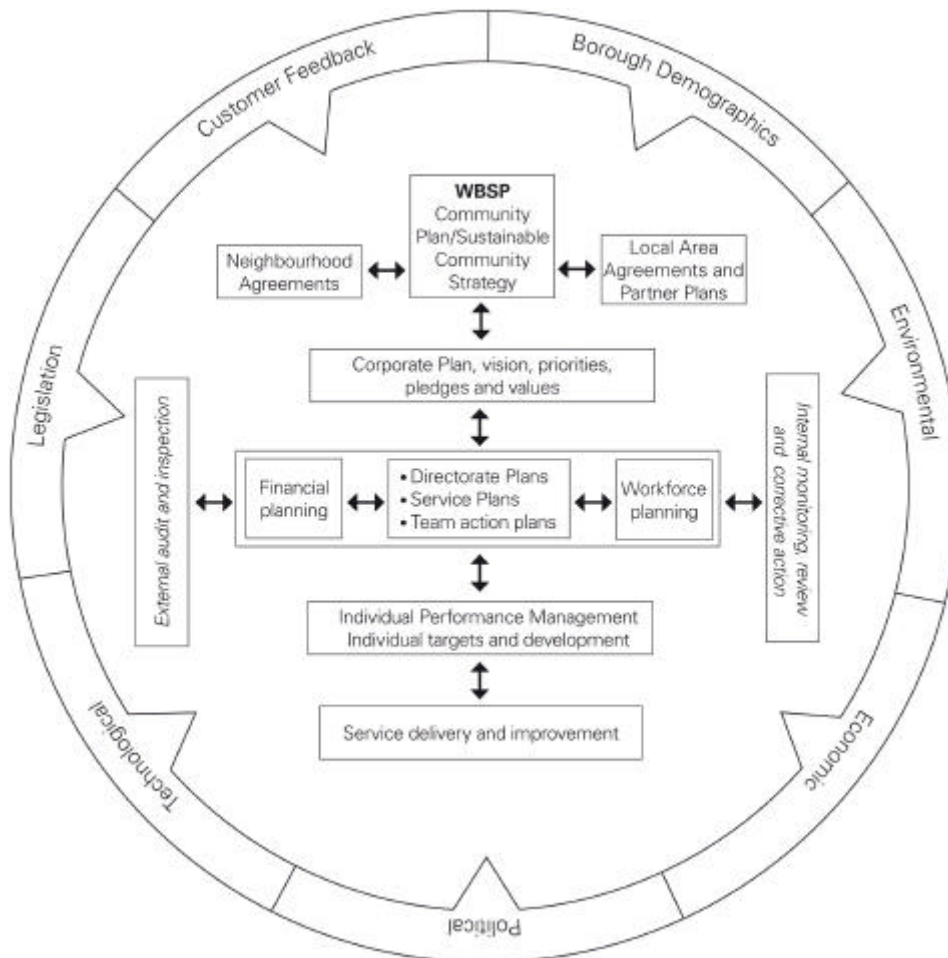 Customer Feedback
Borough Demographics
WBSP
Community
Plan/Sustainable
Community
Strategy
Neighbourhood
Agreements
Local Area
Agreements and
Partner Plans
Legislation
Environmental
Corporate Plan, vision, priorities,
pledges and values
External audit and inspection
Financial
planning
• Directorate Plans
• Service Plans
• Team action plans
Workforce
planning
Internal monitoring, review
and corrective action
Individual Performance Management
Individual targets and development
Service delivery and improvement
Technological
Economic
Political